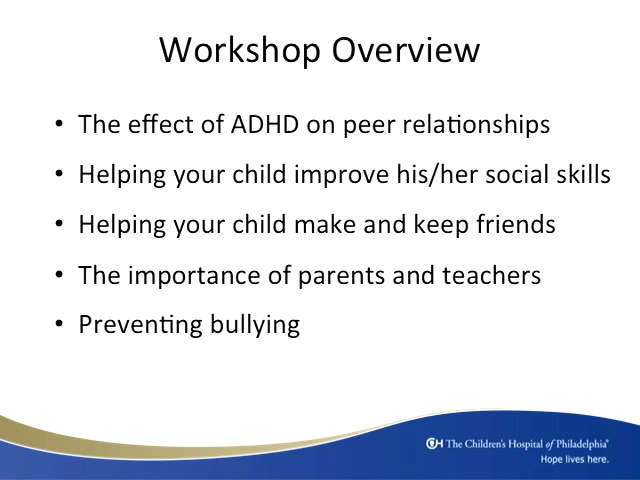 Workshop Overview
• The effect of ADHD on peer relationships
• Helping your child improve his/her social skills
• Helping your child make and keep friends
• The importance of parents and teachers
• Preventing bullying
The Children's Hospital of Philadelphia®
Hope lives here.